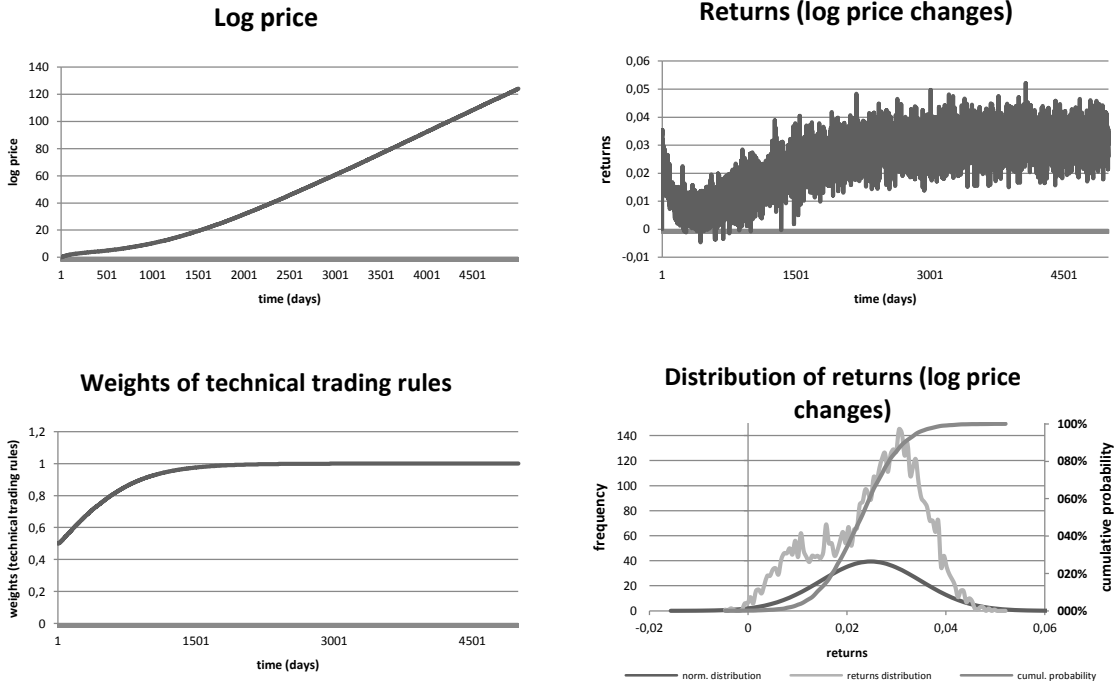 Log price
log price
140
120
100
80
60
40
20
0
1 501 1001 1501 2001 2501 3001 3501 4001 4501
time (days)
Returns (log price changes)
returns
0,06
0,05
0,04
0,03
0,02
0,01
0
-0,01
1 1501 3001 4501
time (days)
Weights of technical trading rules
weights (technical trading rules)
1,2
1
0,8
0,6
0,4
0,2
0
1 1501 3001 4501
time (days)
Distribution of returns (log price
changes)
frequency
140
120
100
80
60
40
20
0
100%
080%
060%
040%
020%
000%
cumulative probability
-0,02 0 0,02 0,04 0,06
returns
norm. distribution returns distribution cumul. probability